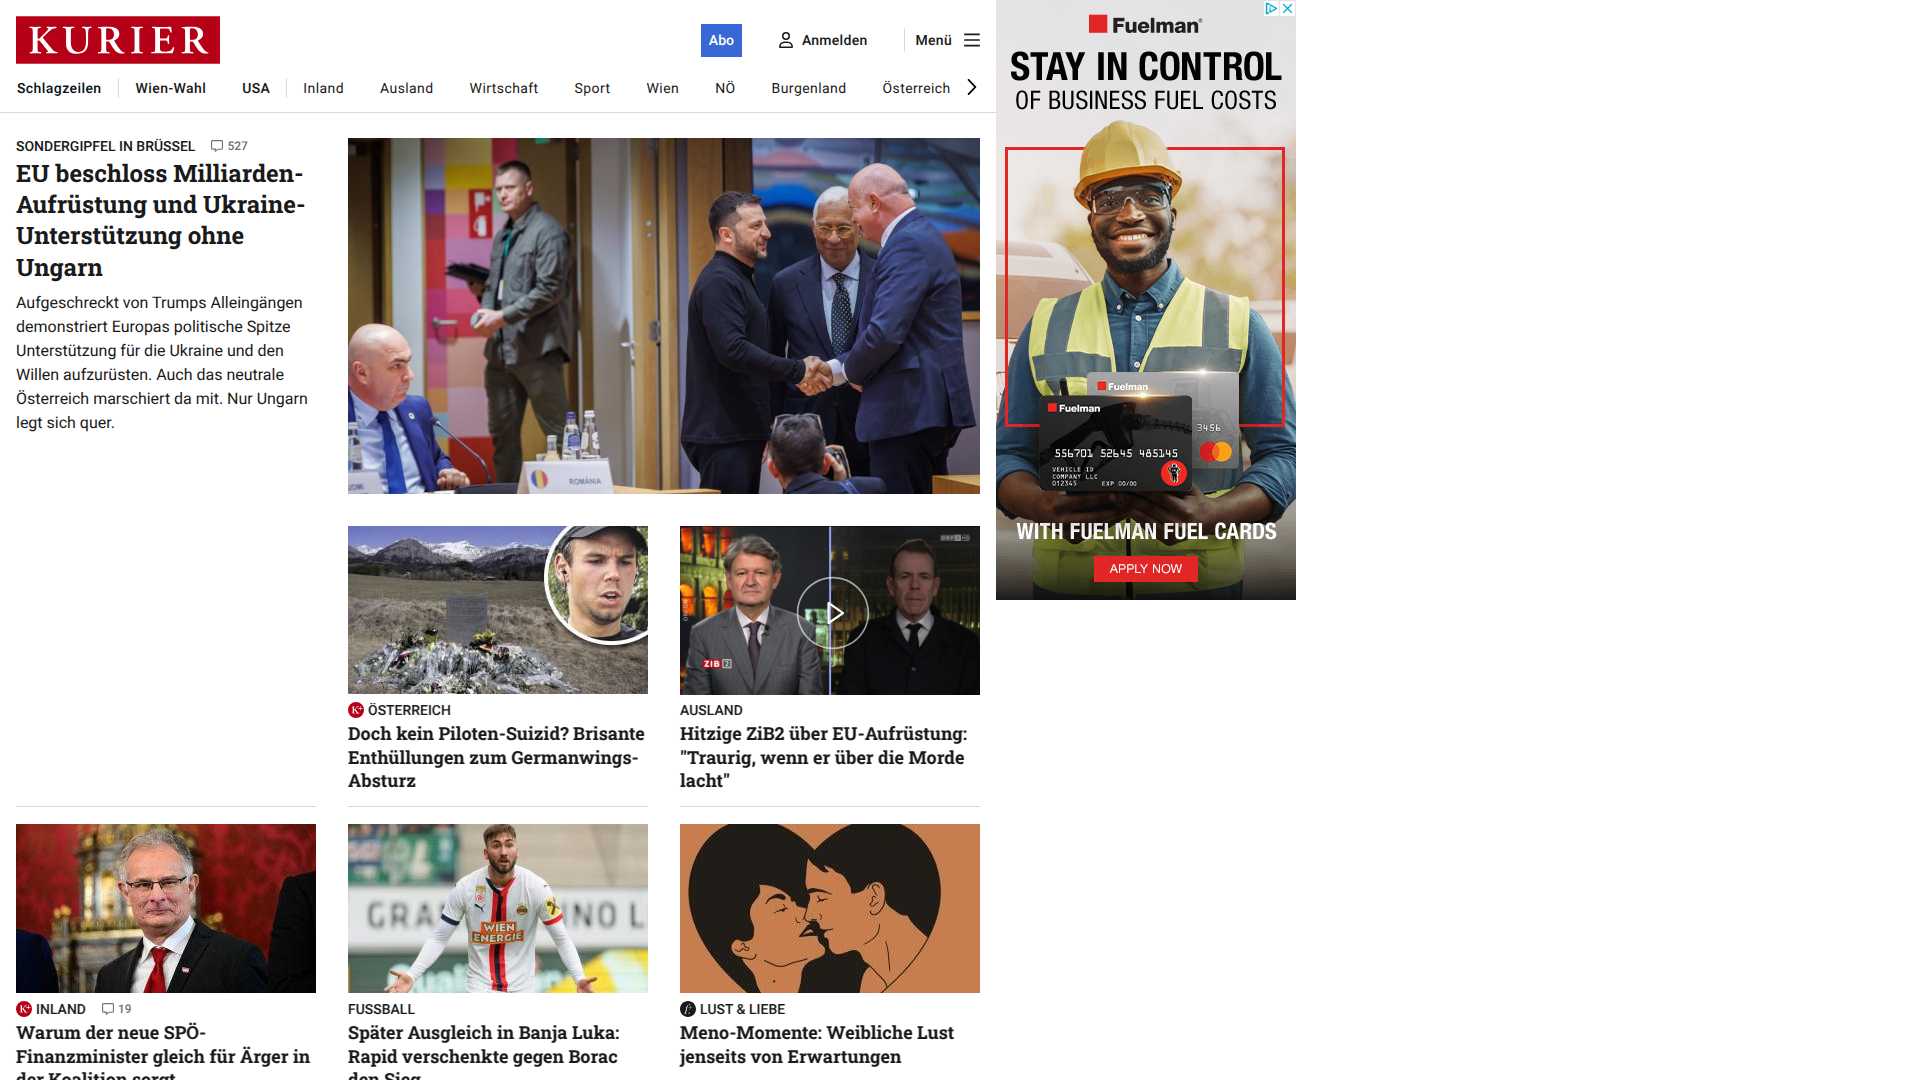 KURIER
Abo
Anmelden
Menü
Schlagzeilen
Wien-Wahl
USA
Inland
Ausland
Wirtschaft
Sport
Wien
NÖ
Burgenland
Österreich
SONDERGIPFEL IN BRÜSSEL 527
EU beschloss Milliarden-
Aufrüstung und Ukraine-
Unterstützung ohne
Ungarn
Aufgeschreckt von Trumps Alleingängen
demonstriert Europas politische Spitze
Unterstützung für die Ukraine und den
Willen aufzurüsten. Auch das neutrale
Österreich marschiert da mit. Nur Ungarn
legt sich quer.
ROMANIA
K+ ÖSTERREICH
Doch kein Piloten-Suizid? Brisante
Enthüllungen zum Germanwings-
Absturz
ZIB 2
AUSLAND
Hitzige ZiB2 über EU-Aufrüstung:
"Traurig, wenn er über die Morde
lacht"
K+ INLAND 19
Warum der neue SPÖ-
Finanzminister gleich für Ärger in
der Koalition sorgt
GRA
NO L
WIEN
ENERGIE
FUSSBALL
Später Ausgleich in Banja Luka:
Rapid verschenkte gegen Borac
den Sieg
LUST & LIEBE
Meno-Momente: Weibliche Lust
jenseits von Erwartungen
Fuelman
STAY IN CONTROL
OF BUSINESS FUEL COSTS
Fuelman
Fuelman
3456
556701 52645 485145
VEHICLE ID
COMPANY LLC
012345 EXP 00/00
WITH FUELMAN FUEL CARDS
APPLY NOW